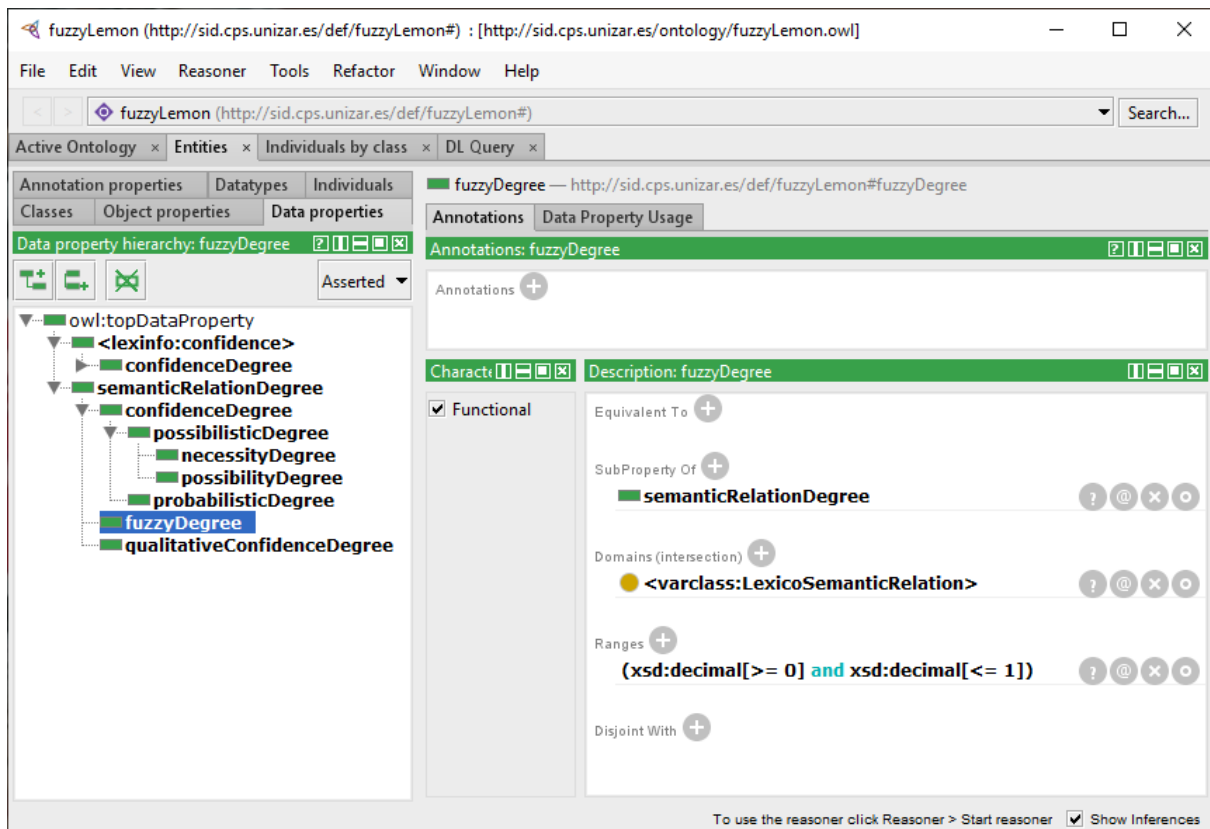 fuzzyLemon (http://sid.cps.unizar.es/def/fuzzyLemon#) : [http://sid.cps.unizar.es/ontology/fuzzyLemon.owl]
File Edit View Reasoner Tools Refactor Window Help
< > fuzzyLemon (http://sid.cps.unizar.es/def/fuzzyLemon#) Search...
Active Ontology × Entities × Individuals by class × DL Query ×
Annotation properties Datatypes Individuals
Classes Object properties Data properties
Data property hierarchy: fuzzyDegree
Asserted
owl:topDataProperty
<lexinfo:confidence>
confidenceDegree
semanticRelationDegree
confidenceDegree
possibilisticDegree
necessityDegree
possibilityDegree
probabilisticDegree
fuzzyDegree
qualitativeConfidenceDegree
fuzzyDegree — http://sid.cps.unizar.es/def/fuzzyLemon#fuzzyDegree
Annotations Data Property Usage
Annotations: fuzzyDegree
Annotations
Characte
Functional
Description: fuzzyDegree
Equivalent To
SubProperty Of
semanticRelationDegree
Domains (intersection)
<varclass:LexicoSemanticRelation>
Ranges
(xsd:decimal[>= 0] and xsd:decimal[<= 1])
Disjoint With
To use the reasoner click Reasoner > Start reasoner Show Inferences